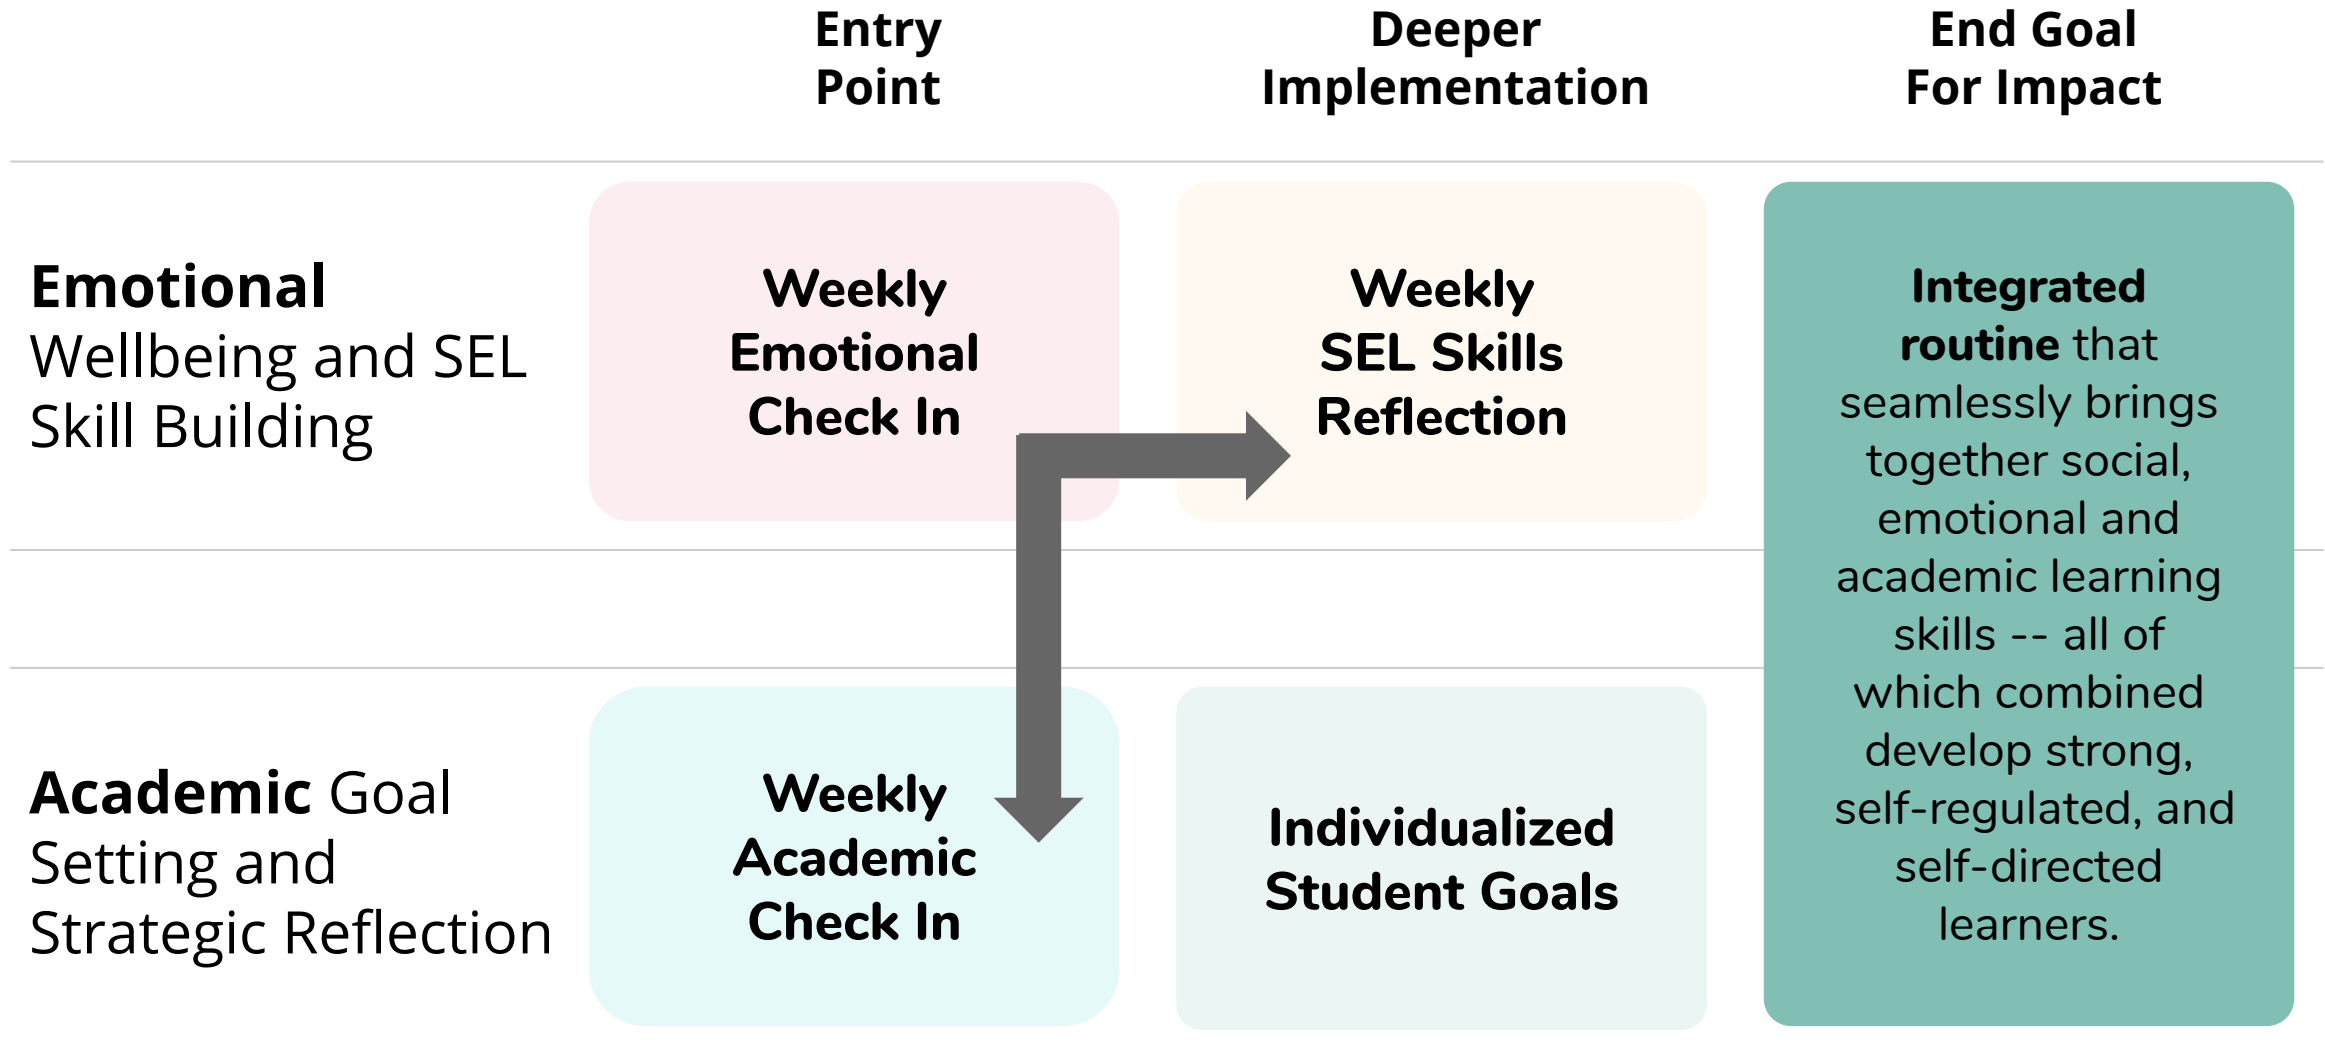 Entry
Point
Deeper
Implementation
End Goal
For Impact
Emotional
Wellbeing and SEL
Skill Building
Weekly
Emotional
Check In
Weekly
SEL Skills
Reflection
Integrated
routine that
seamlessly brings
together social,
emotional and
academic learning
skills -- all of
which combined
develop strong,
self-regulated, and
self-directed
learners.
Academic Goal
Setting and
Strategic Reflection
Weekly
Academic
Check In
Individualized
Student Goals